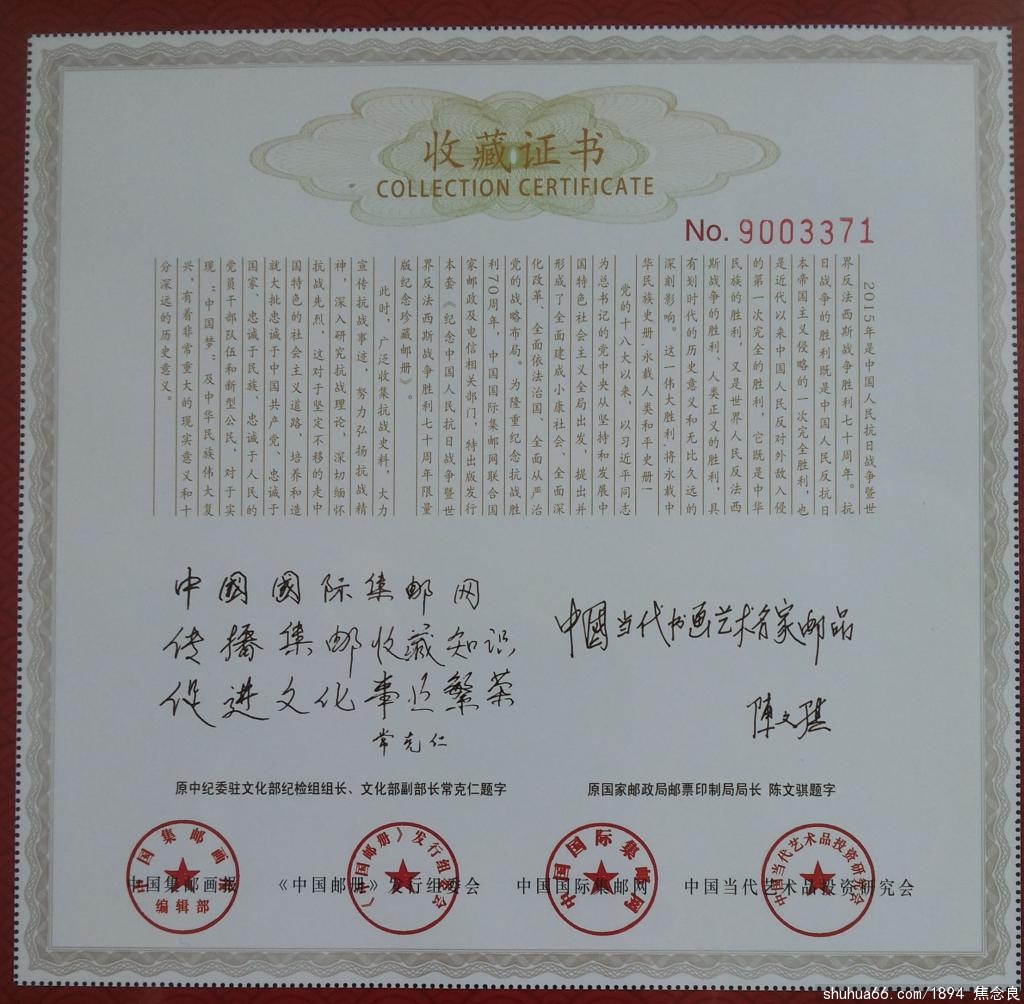 收藏证书
COLLECTION CERTIFICATE
No. 9003371
2015年是中国人民抗日战争暨世
界反法西斯战争胜利七十周年。抗
日战争的胜利既是中国人民反抗日
本帝国主义侵略的一次完全胜利，也
是近代以来中国人民反对外敌入侵
的第一次完全的胜利，它既是中华
民族的胜利，又是世界人民反法西
斯战争的胜利、人类正义的胜利，具
有划时代的历史意义和无比久远的
深刻影响。这一伟大胜利，将永载中
华民族史册，永载人类和平史册！
党的十八大以来，以习近平同志
为总书记的党中央从坚持和发展中
国特色社会主义全局出发，提出并
形成了全面建成小康社会、全面深
化改革、全面依法治国、全面从严治
党的战略布局。为隆重纪念抗战胜
利70周年，中国国际集邮网联合国
家邮政及电信相关部门，特出版发行
本套《纪念中国人民抗日战争暨世
界反法西斯战争胜利七十周年限量
版纪念珍藏邮册》。
此时，广泛收集抗战史料，大力
宣传抗战事迹，努力弘扬抗战精
神，深入研究抗战理论，深切缅怀
抗战先烈，这对于坚定不移的走中
国特色的社会主义道路，培养和造
就大批忠诚于中国共产党、忠诚于
国家、忠诚于民族、忠诚于人民的
党员干部队伍和新型公民，对于实
现“中国梦”及中华民族伟大复
兴，有着非常重大的现实意义和十
分深远的历史意义。
中国国际集邮网
传播集邮收藏知识
促进文化事业繁荣
常克仁
中国当代书画艺术名家邮品
陳文骐
原中纪委驻文化部纪检组组长、文化部副部长常克仁题字
原国家邮政局邮票印制局局长 陈文骐题字
中国集邮画报
编辑部
中国集邮画报
《中国邮册》发行组委会
《中国邮册》发行组委会
中国国际集邮网
中国国际集邮网
中国当代艺术品投资研究会
中国当代艺术品投资研究会
shuhua66.com/1894 焦念良